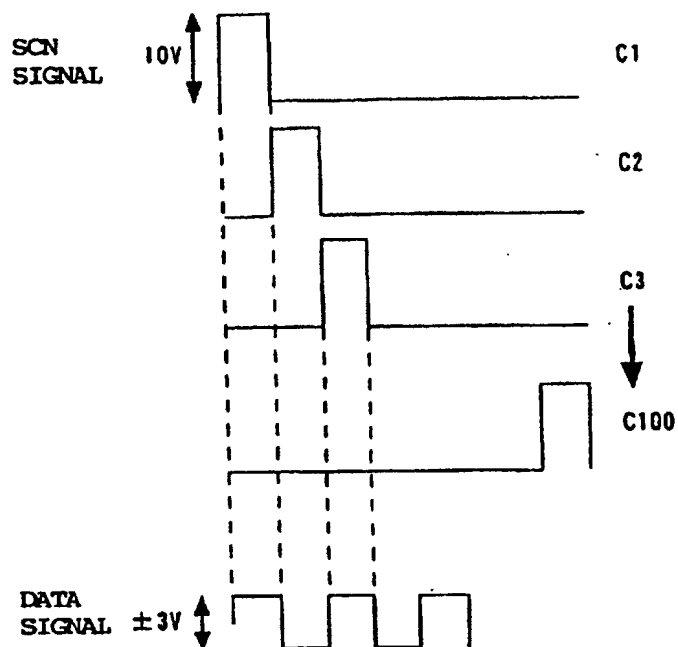 SCN
SIGNAL
10V
C1
C2
C3
C100
DATA
SIGNAL
±3V